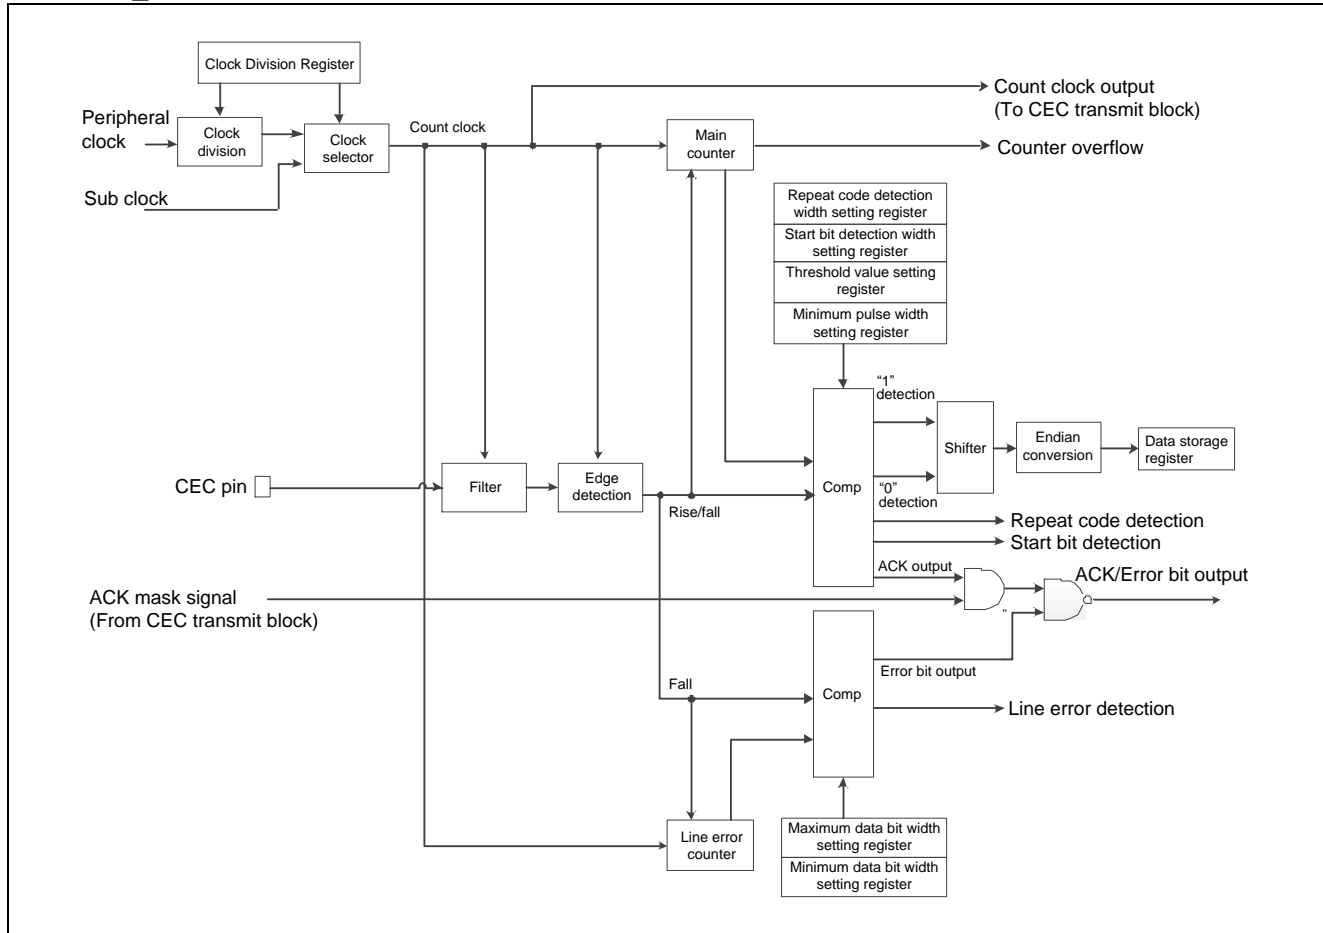 Clock Division Register
Peripheral
clock
Clock
division
Clock
selector
Sub clock
Count clock
Main
counter
Count clock output
(To CEC transmit block)
Counter overflow
Repeat code detection
width setting register
Start bit detection width
setting register
Threshold value setting
register
Minimum pulse width
setting register
CEC pin
Filter
Edge
detection
Rise/fall
Comp
“1”
detection
“0”
detection
Shifter
Endian
conversion
Data storage
register
Repeat code detection
Start bit detection
ACK output
ACK/Error bit output
ACK mask signal
(From CEC transmit block)
"
Fall
Comp
Error bit output
Line error detection
Line error
counter
Maximum data bit width
setting register
Minimum data bit width
setting register